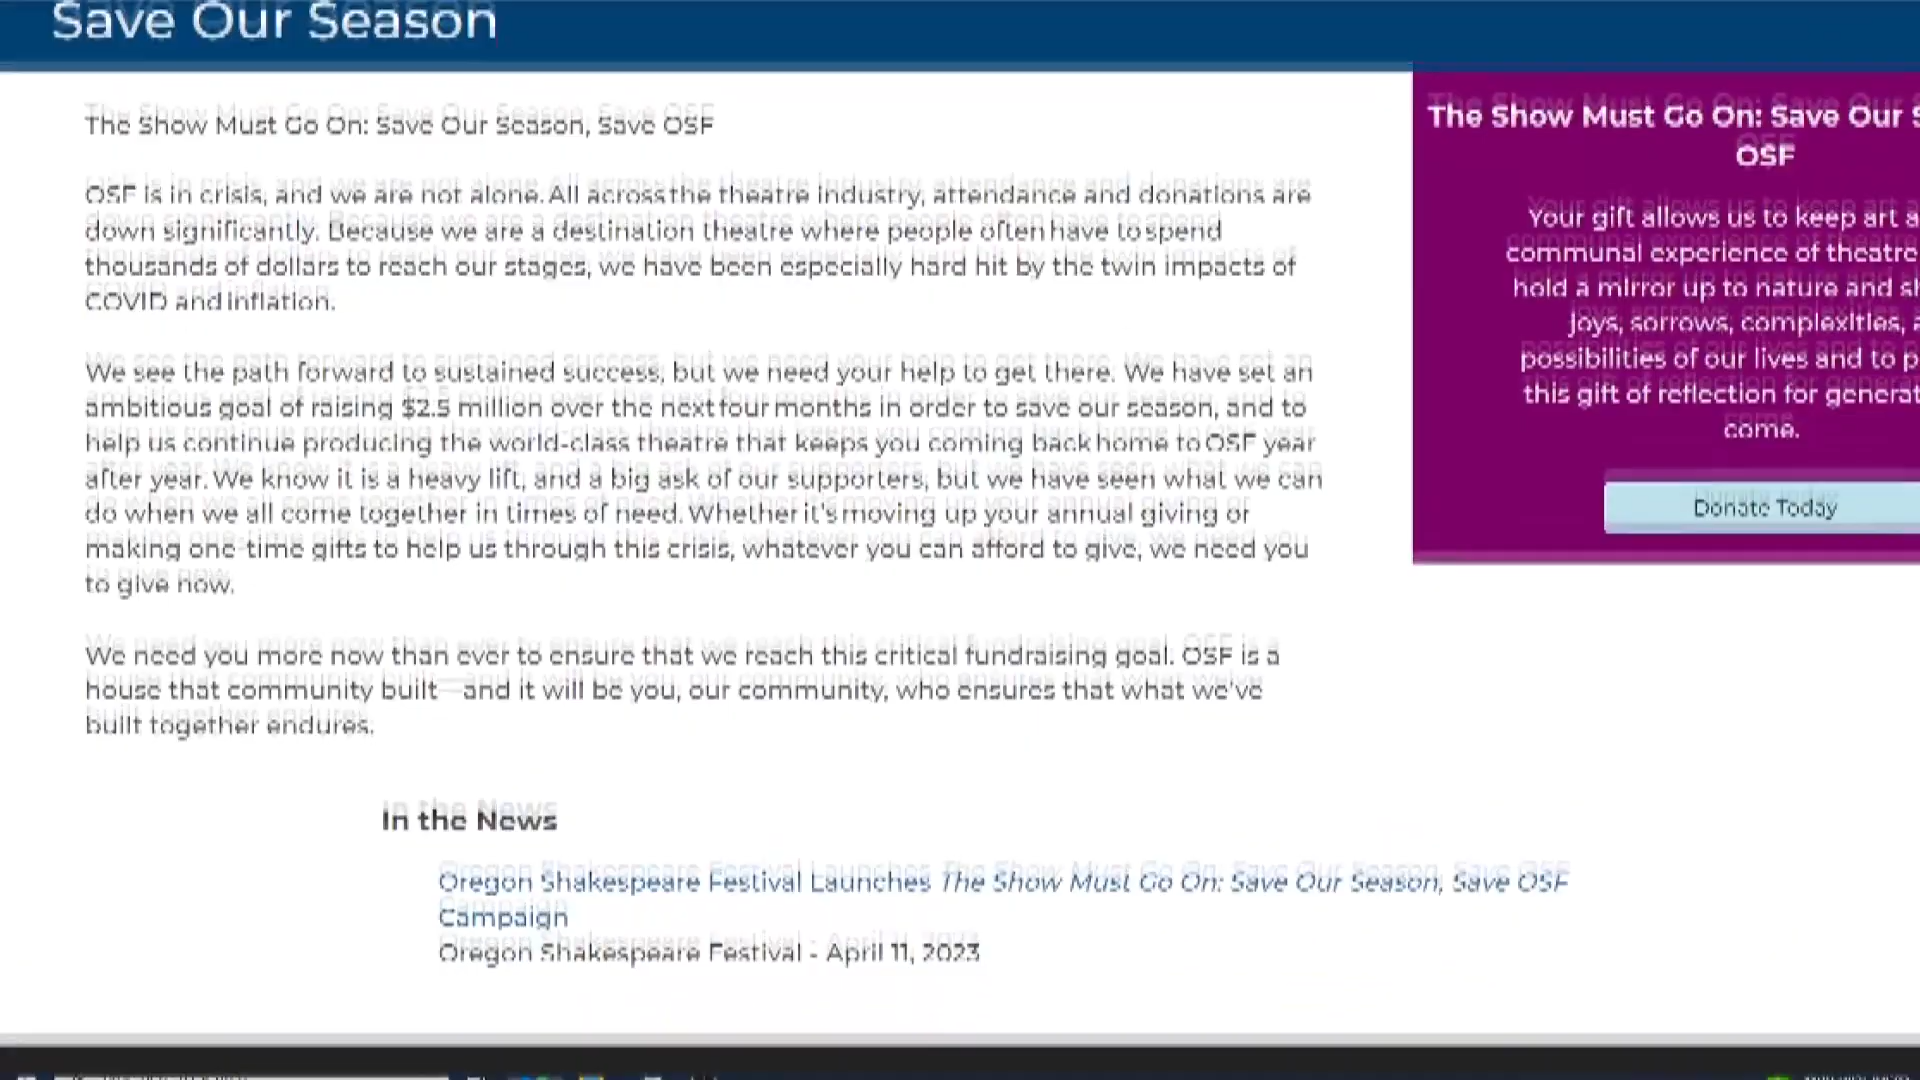 Save Our Season
The Show Must Go On: Save Our Season, Save OSF
OSF is in crisis, and we are not alone. All across the theatre industry, attendance and donations are
down significantly. Because we are a destination theatre where people often have to spend
thousands of dollars to reach our stages, we have been especially hard hit by the twin impacts of
COVID and inflation.
We see the path forward to sustained success, but we need your help to get there. We have set an
ambitious goal of raising $2.5 million over the next four months in order to save our season, and to
help us continue producing the world-class theatre that keeps you coming back home to OSF year
after year. We know it is a heavy lift, and a big ask of our supporters, but we have seen what we can
do when we all come together in times of need. Whether it's moving up your annual giving or
making one-time gifts to help us through this crisis, whatever you can afford to give, we need you
to give now.
We need you more now than ever to ensure that we reach this critical fundraising goal. OSF is a
house that community built—and it will be you, our community, who ensures that what we've
built together endures.
The Show Must Go On: Save Our S
OSF
Your gift allows us to keep art a
communal experience of theatre
hold a mirror up to nature and sh
joys, sorrows, complexities, a
possibilities of our lives and to p
this gift of reflection for generat
come.
Donate Today
In the News
Oregon Shakespeare Festival Launches The Show Must Go On: Save Our Season, Save OSF
Campaign
Oregon Shakespeare Festival - April 11, 2023